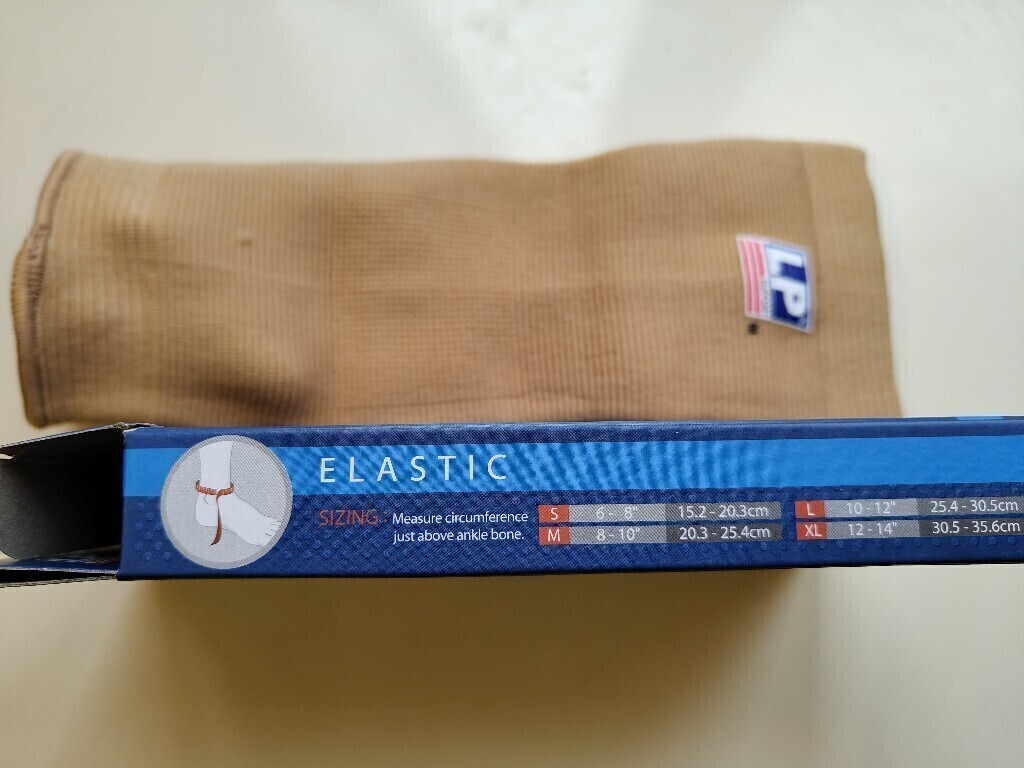 LP
ELASTIC
SIZING Measure circumference
just above ankle bone.
S 6 - 8" 15.2 - 20.3cm
M 8 - 10" 20.3 - 25.4cm
L 10 - 12" 25.4 - 30.5cm
XL 12 - 14" 30.5 - 35.6cm